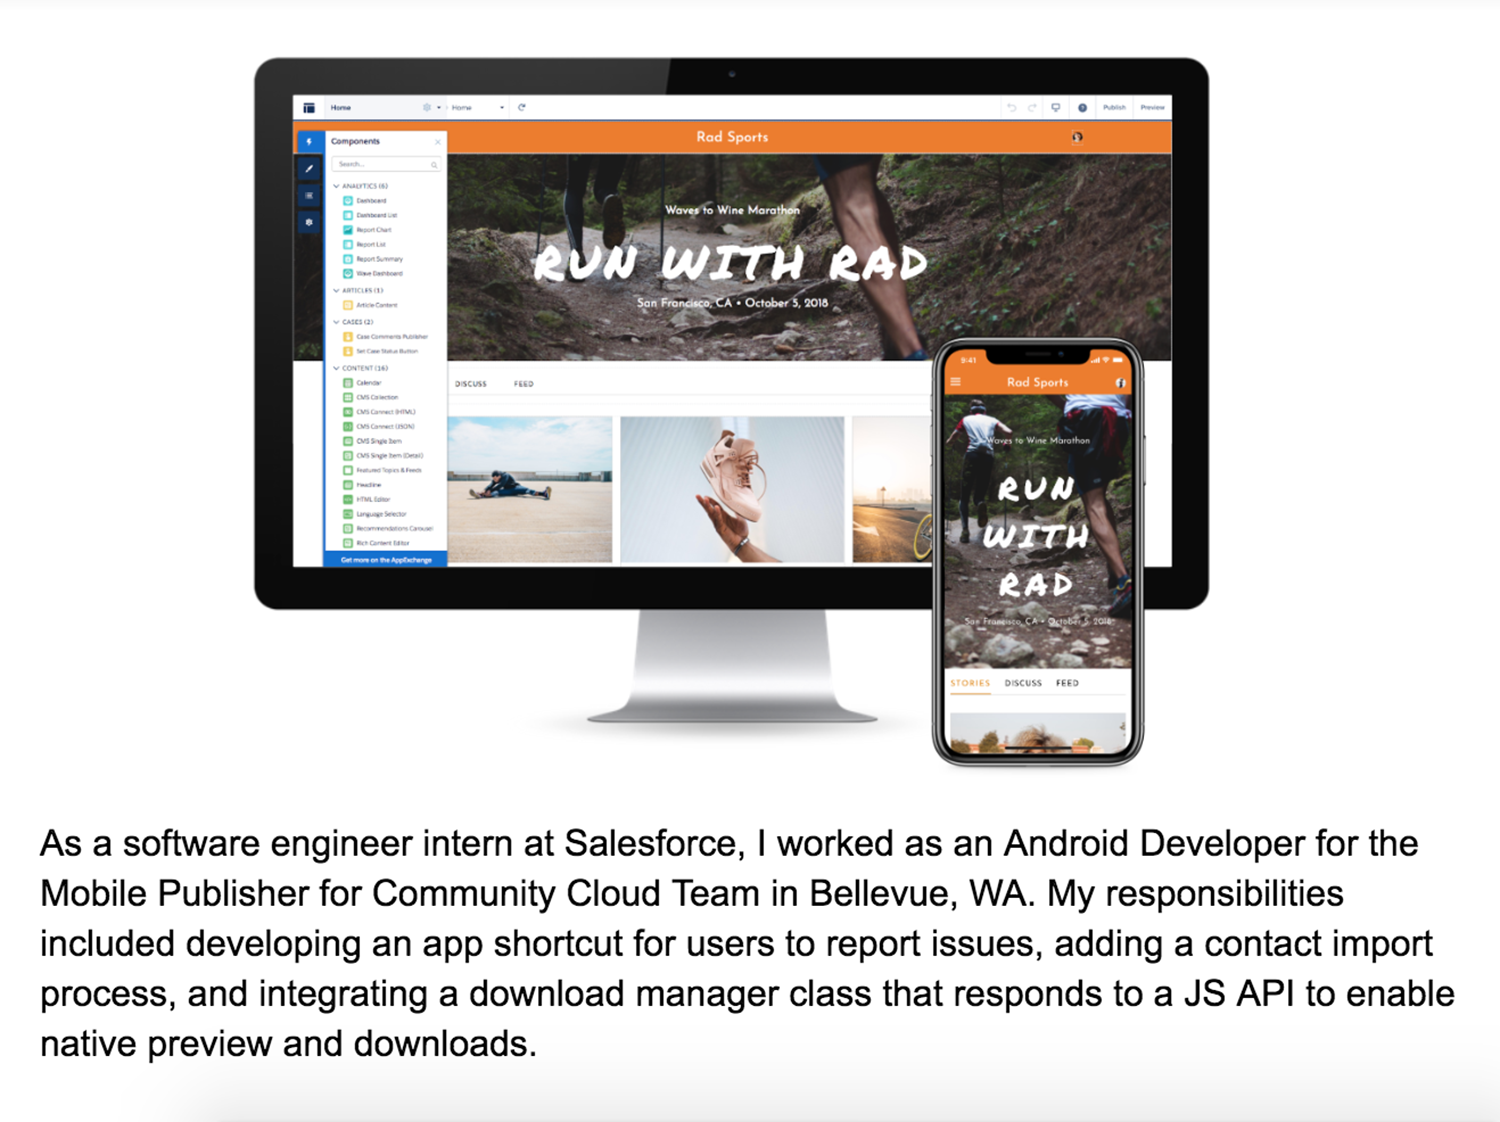 Home
Home
Publish
Preview
Components
Rad Sports
Search...
ANALYTICS (6)
Dashboard
Dashboard List
Report Chart
Report List
Report Summary
Wave Dashboard
ARTICLES (1)
Article Content
CASES (2)
Case Comments Publisher
Set Case Status Button
CONTENT (16)
Calendar
CMS Collection
CMS Connect (HTML)
CMS Connect (JSON)
CMS Single Item
CMS Single Item (Detail)
Featured Topics & Feeds
Headline
HTML Editor
Language Selector
Recommendations Carousel
Rich Content Editor
Get more on the AppExchange
Waves to Wine Marathon
RUN WITH RAD
San Francisco, CA • October 5, 2018
DISCUSS FEED
9:41
Rad Sports
Waves to Wine Marathon
RUN
WITH
RAD
San Francisco, CA • October 5, 2018
STORIES DISCUSS FEED
As a software engineer intern at Salesforce, I worked as an Android Developer for the
Mobile Publisher for Community Cloud Team in Bellevue, WA. My responsibilities
included developing an app shortcut for users to report issues, adding a contact import
process, and integrating a download manager class that responds to a JS API to enable
native preview and downloads.